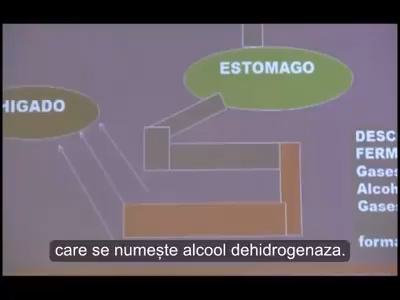 ESTOMAGO
HIGADO
DESC
FERM
Gases
Alcoh
Gases
forma
care se numește alcool dehidrogenaza.